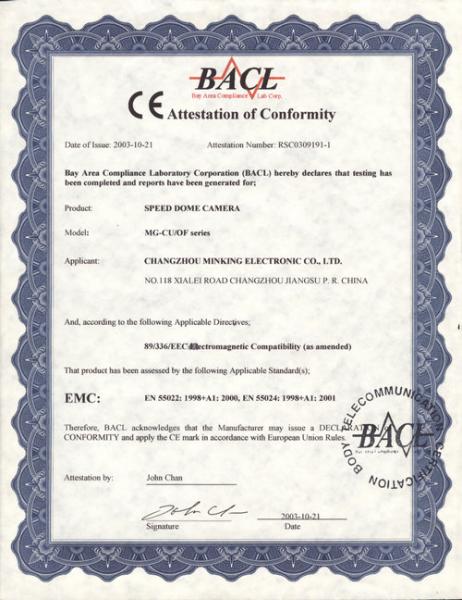 BACL
Bay Area Compliance Lab Corp.
CE Attestation of Conformity
Date of Issue: 2003-10-21 Attestation Number: RSC0309191-1
Bay Area Compliance Laboratory Corporation (BACL) hereby declares that testing has
been completed and reports have been generated for;
Product: SPEED DOME CAMERA
Model: MG-CU/OF series
Applicant: CHANGZHOU MINKING ELECTRONIC CO., LTD.
NO.118 XIALEI ROAD CHANGZHOU JIANGSU P. R. CHINA
And, according to the following Applicable Directives;
89/336/EEC Electromagnetic Compatibility (as amended)
That product has been assessed by the following Applicable Standard(s);
EMC: EN 55022: 1998+A1: 2000, EN 55024: 1998+A1: 2001
Therefore, BACL acknowledges that the Manufacturer may issue a DECLARATION of
CONFORMITY and apply the CE mark in accordance with European Union Rules.
TELECOMMUNICATION CERTIFICATION BODY
BACL
Attestation by: John Chan
John Chan
2003-10-21
Signature Date